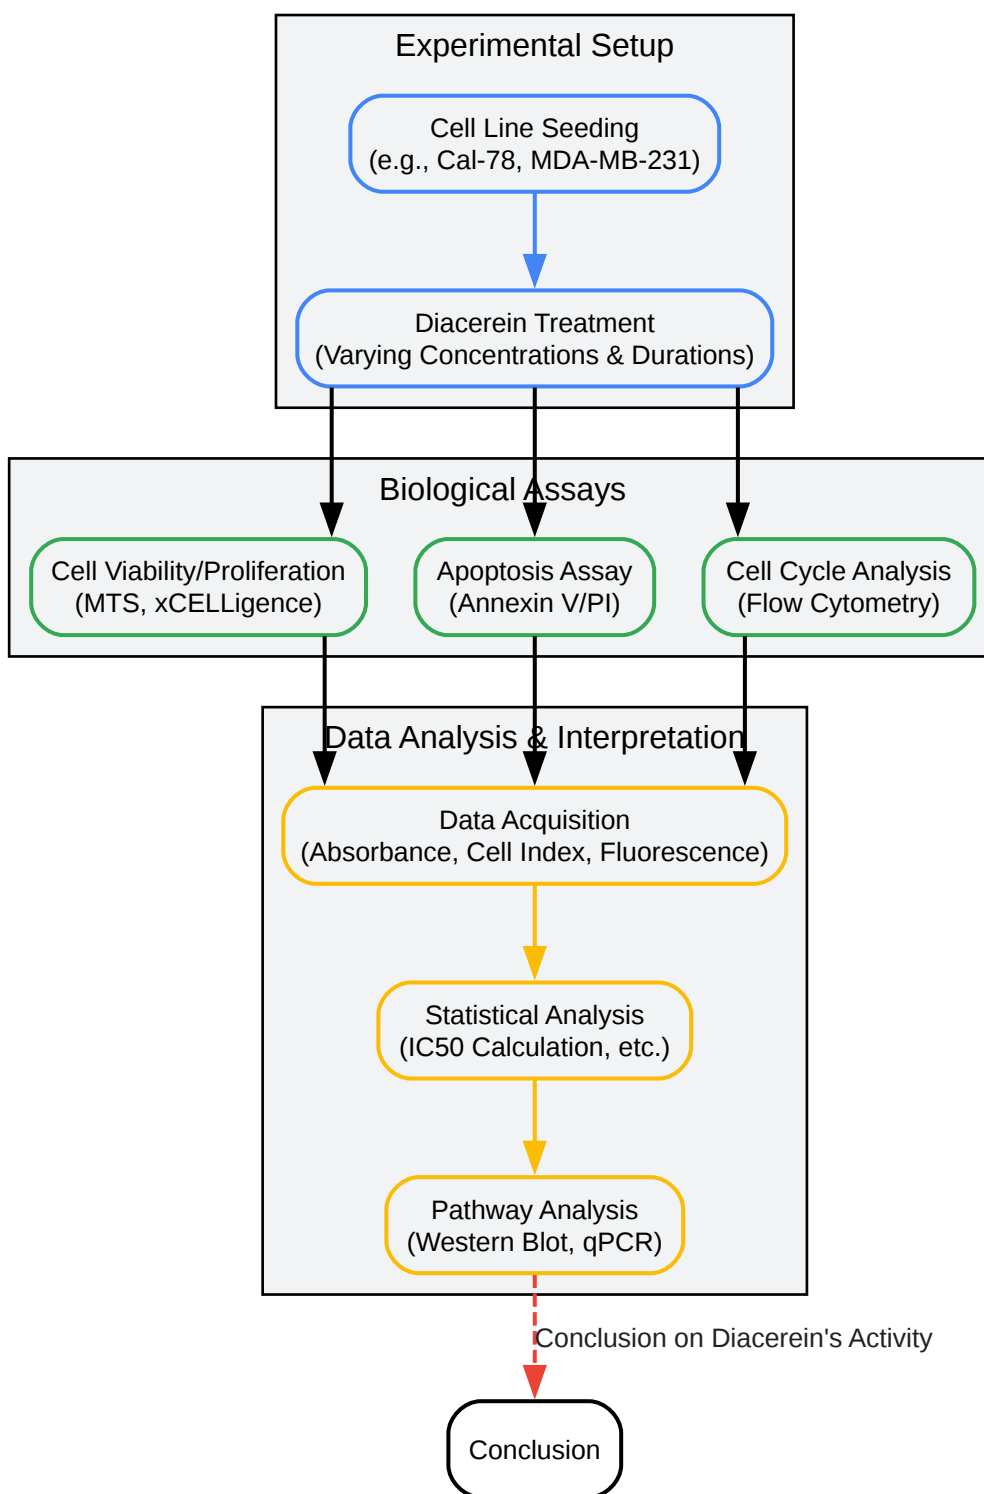 Experimental Setup
Cell Line Seeding
(e.g., Cal-78, MDA-MB-231)
Diacerein Treatment
(Varying Concentrations & Durations)
Biological Assays
Cell Viability/Proliferation
(MTS, xCELLigence)
Apoptosis Assay
(Annexin V/PI)
Cell Cycle Analysis
(Flow Cytometry)
Data Analysis & Interpretation
Data Acquisition
(Absorbance, Cell Index, Fluorescence)
Statistical Analysis
(IC50 Calculation, etc.)
Pathway Analysis
(Western Blot, qPCR)
Conclusion on Diacerein's Activity
Conclusion